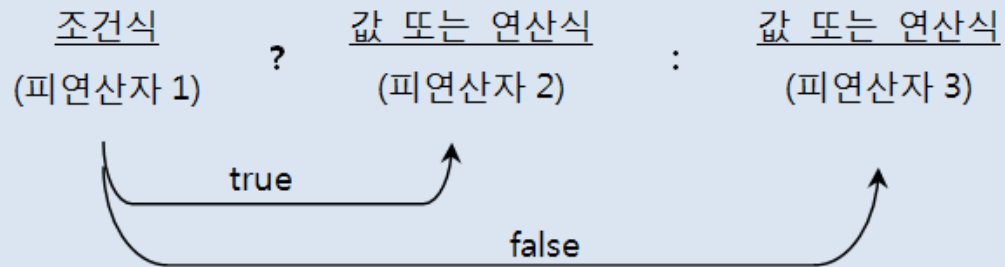 조건식 ? 값 또는 연산식 : 값 또는 연산식
(피연산자 1) (피연산자 2) (피연산자 3)
true
false